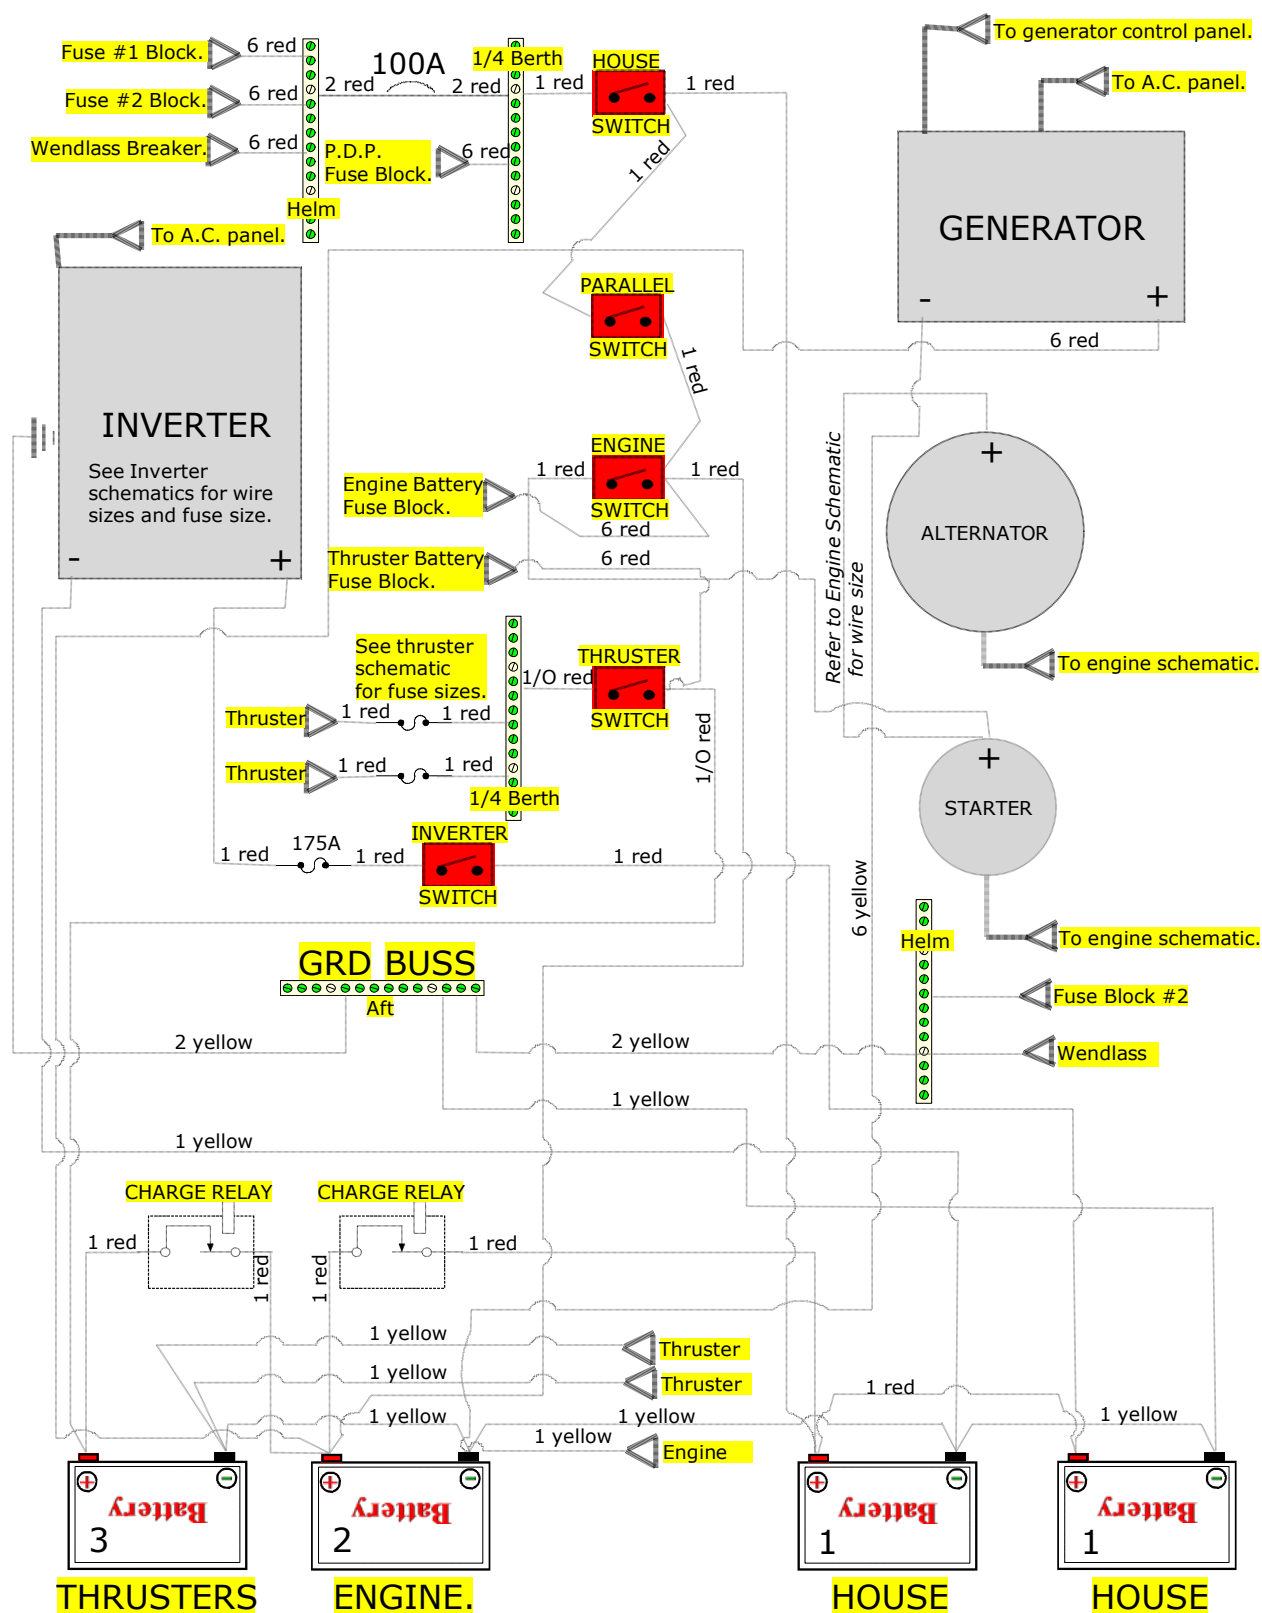 Fuse #1 Block.
6 red
Fuse #2 Block.
6 red
Wendlass Breaker.
6 red
Helm
2 red
100A
2 red
1/4 Berth
P.D.P.
Fuse Block.
6 red
1 red
HOUSE
SWITCH
1 red
1 red
To generator control panel.
To A.C. panel.
GENERATOR
-
+
6 red
To A.C. panel.
INVERTER
See Inverter
schematics for wire
sizes and fuse size.
-
+
PARALLEL
SWITCH
1 red
ENGINE
SWITCH
1 red
1 red
Engine Battery
Fuse Block.
6 red
Thruster Battery
Fuse Block.
6 red
Refer to Engine Schematic
for wire size
+
ALTERNATOR
To engine schematic.
See thruster
schematic
for fuse sizes.
Thruster
1 red
1 red
Thruster
1 red
1 red
1/4 Berth
1/O red
THRUSTER
SWITCH
1/O red
+
STARTER
To engine schematic.
1 red
175A
1 red
INVERTER
SWITCH
1 red
6 yellow
GRD BUSS
Aft
2 yellow
2 yellow
Helm
Fuse Block #2
Wendlass
1 yellow
1 yellow
CHARGE RELAY
CHARGE RELAY
1 red
1 red
1 red
1 red
1 yellow
Thruster
1 yellow
Thruster
1 yellow
1 yellow
1 yellow
Engine
1 red
1 yellow
+
-
Battery
3
THRUSTERS
+
-
Battery
2
ENGINE.
+
-
Battery
1
HOUSE
+
-
Battery
1
HOUSE